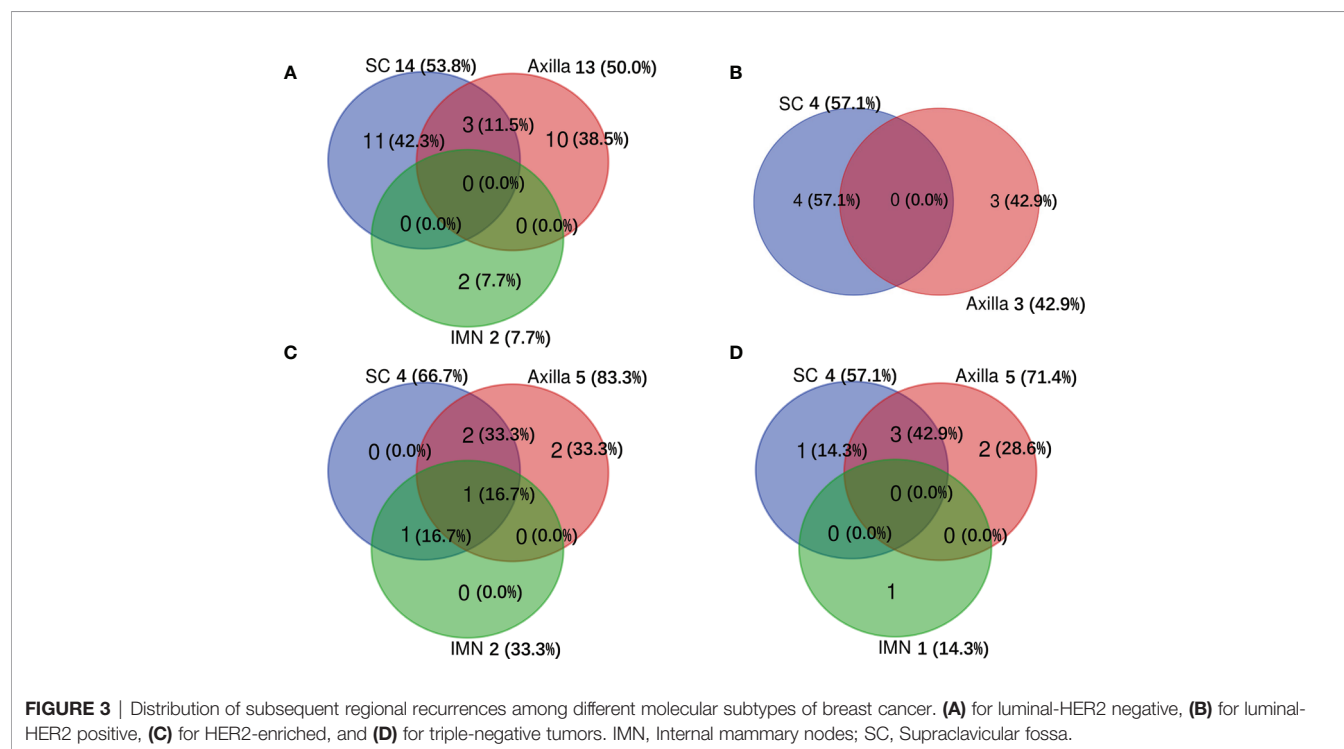 A
SC 14 (53.8%)
Axilla 13 (50.0%)
11 (42.3%)
3 (11.5%)
10 (38.5%)
0 (0.0%)
0 (0.0%)
0 (0.0%)
2 (7.7%)
IMN 2 (7.7%)
B
SC 4 (57.1%)
4 (57.1%)
0 (0.0%)
3 (42.9%)
Axilla 3 (42.9%)
C
SC 4 (66.7%)
Axilla 5 (83.3%)
0 (0.0%)
2 (33.3%)
2 (33.3%)
1 (16.7%)
1 (16.7%)
0 (0.0%)
0 (0.0%)
IMN 2 (33.3%)
D
SC 4 (57.1%)
Axilla 5 (71.4%)
1 (14.3%)
3 (42.9%)
2 (28.6%)
0 (0.0%)
0 (0.0%)
0 (0.0%)
1
IMN 1 (14.3%)
FIGURE 3 | Distribution of subsequent regional recurrences among different molecular subtypes of breast cancer. (A) for luminal-HER2 negative, (B) for luminal-
HER2 positive, (C) for HER2-enriched, and (D) for triple-negative tumors. IMN, Internal mammary nodes; SC, Supraclavicular fossa.